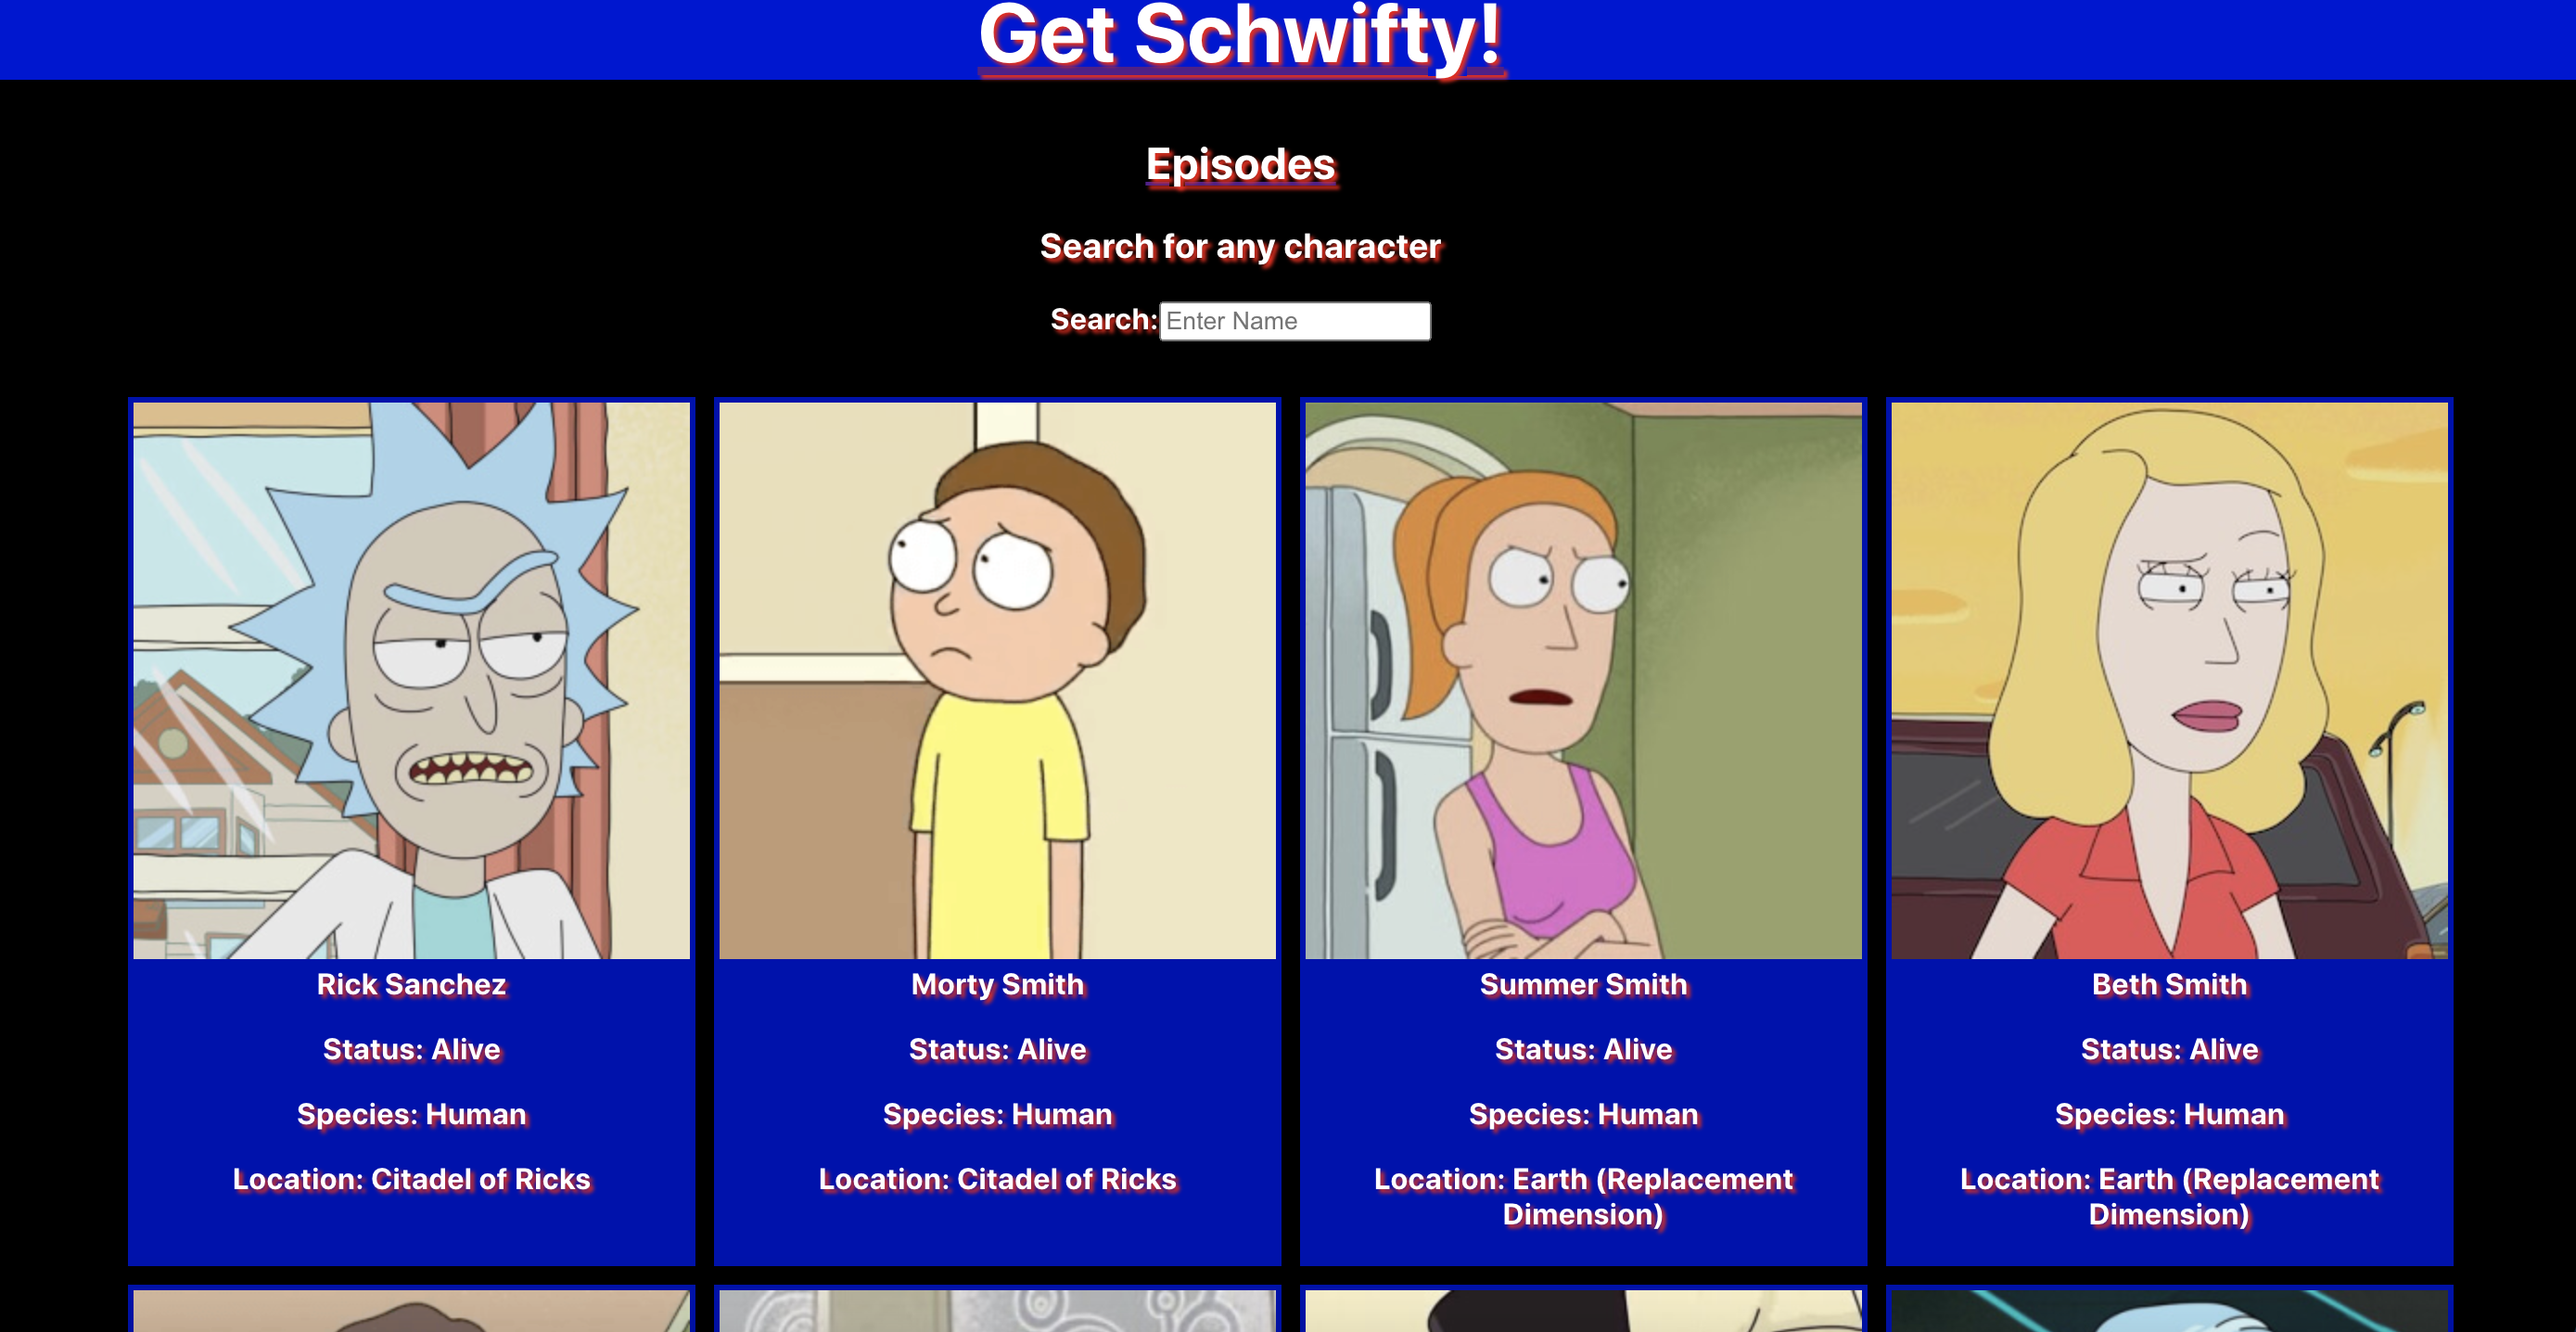 Get Schwifty!
Episodes
Search for any character
Search: Enter Name
Rick Sanchez
Status: Alive
Species: Human
Location: Citadel of Ricks
Morty Smith
Status: Alive
Species: Human
Location: Citadel of Ricks
Summer Smith
Status: Alive
Species: Human
Location: Earth (Replacement
Dimension)
Beth Smith
Status: Alive
Species: Human
Location: Earth (Replacement
Dimension)